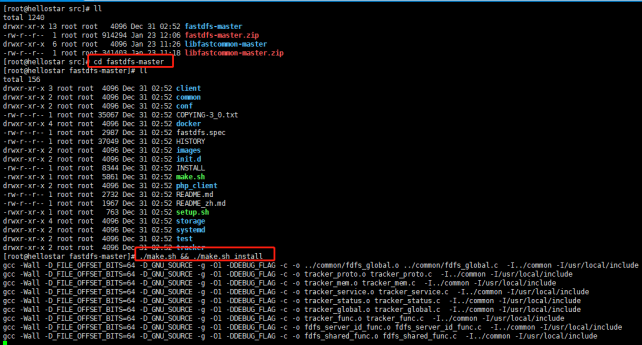 [root@hellostar src]# ll
total 1240
drwxr-xr-x 13 root root   4096 Dec 31 02:52 fastdfs-master
-rw-r--r--  1 root root 914294 Jan 23 12:06 fastdfs-master.zip
drwxr-xr-x  6 root root   4096 Jan 23 11:26 libfastcommon-master
-rw-r--r--  1 root root 341403 Jan 23 11:18 libfastcommon-master.zip
[root@hellostar src]# cd fastdfs-master
[root@hellostar fastdfs-master]# ll
total 156
drwxr-xr-x 3 root root  4096 Dec 31 02:52 client
drwxr-xr-x 2 root root  4096 Dec 31 02:52 common
drwxr-xr-x 2 root root  4096 Dec 31 02:52 conf
-rw-r--r-- 1 root root 35067 Dec 31 02:52 COPYING-3_0.txt
drwxr-xr-x 4 root root  4096 Dec 31 02:52 docker
-rw-r--r-- 1 root root  2987 Dec 31 02:52 fastdfs.spec
-rw-r--r-- 1 root root 37049 Dec 31 02:52 HISTORY
drwxr-xr-x 2 root root  4096 Dec 31 02:52 images
drwxr-xr-x 2 root root  4096 Dec 31 02:52 init.d
-rw-r--r-- 1 root root  8344 Dec 31 02:52 INSTALL
-rwxr-xr-x 1 root root  5861 Dec 31 02:52 make.sh
drwxr-xr-x 2 root root  4096 Dec 31 02:52 php_client
-rw-r--r-- 1 root root  2732 Dec 31 02:52 README.md
-rw-r--r-- 1 root root  1967 Dec 31 02:52 README_zh.md
-rwxr-xr-x 1 root root   763 Dec 31 02:52 setup.sh
drwxr-xr-x 4 root root  4096 Dec 31 02:52 storage
drwxr-xr-x 2 root root  4096 Dec 31 02:52 systemd
drwxr-xr-x 2 root root  4096 Dec 31 02:52 test
drwxr-xr-x 2 root root  4096 Dec 31 02:52 tracker
[root@hellostar fastdfs-master]# ./make.sh && ./make.sh install
gcc -Wall -D_FILE_OFFSET_BITS=64 -D_GNU_SOURCE -g -O1 -DDEBUG_FLAG -c -o ../common/fdfs_global.o ../common/fdfs_global.c  -I../common -I/usr/local/include
gcc -Wall -D_FILE_OFFSET_BITS=64 -D_GNU_SOURCE -g -O1 -DDEBUG_FLAG -c -o tracker_proto.o tracker_proto.c  -I../common -I/usr/local/include
gcc -Wall -D_FILE_OFFSET_BITS=64 -D_GNU_SOURCE -g -O1 -DDEBUG_FLAG -c -o tracker_mem.o tracker_mem.c  -I../common -I/usr/local/include
gcc -Wall -D_FILE_OFFSET_BITS=64 -D_GNU_SOURCE -g -O1 -DDEBUG_FLAG -c -o tracker_service.o tracker_service.c  -I../common -I/usr/local/include
gcc -Wall -D_FILE_OFFSET_BITS=64 -D_GNU_SOURCE -g -O1 -DDEBUG_FLAG -c -o tracker_status.o tracker_status.c  -I../common -I/usr/local/include
gcc -Wall -D_FILE_OFFSET_BITS=64 -D_GNU_SOURCE -g -O1 -DDEBUG_FLAG -c -o tracker_global.o tracker_global.c  -I../common -I/usr/local/include
gcc -Wall -D_FILE_OFFSET_BITS=64 -D_GNU_SOURCE -g -O1 -DDEBUG_FLAG -c -o tracker_func.o tracker_func.c  -I../common -I/usr/local/include
gcc -Wall -D_FILE_OFFSET_BITS=64 -D_GNU_SOURCE -g -O1 -DDEBUG_FLAG -c -o fdfs_server_id_func.o fdfs_server_id_func.c  -I../common -I/usr/local/include
gcc -Wall -D_FILE_OFFSET_BITS=64 -D_GNU_SOURCE -g -O1 -DDEBUG_FLAG -c -o fdfs_shared_func.o fdfs_shared_func.c  -I../common -I/usr/local/include